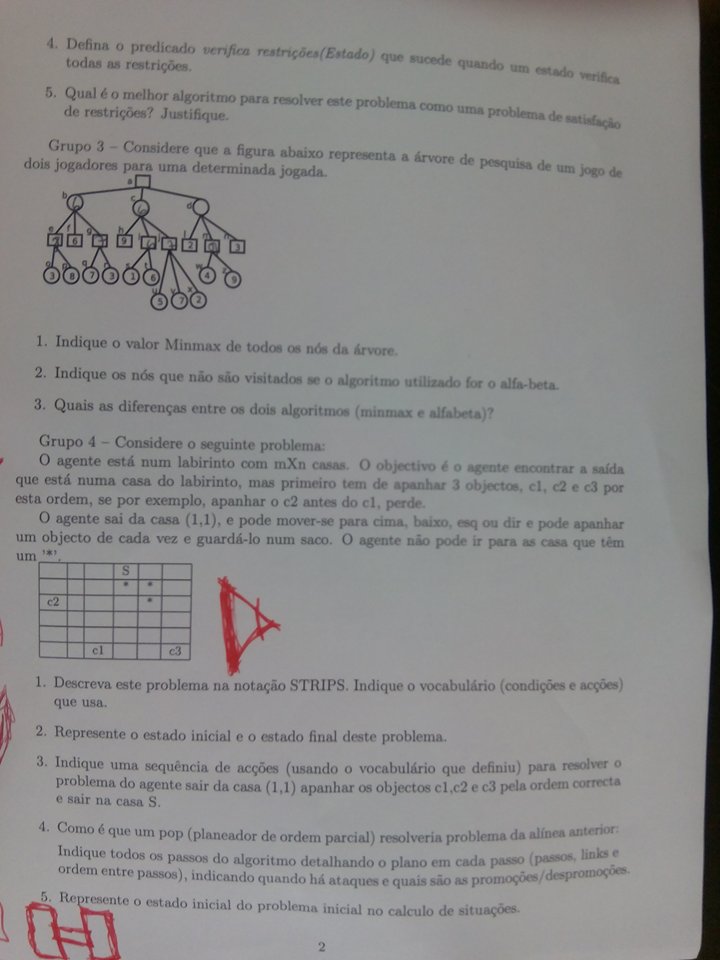 4. Defina o predicado verifica restrições(Estado) que sucede quando um estado verifica
todas as restrições.
5. Qual é o melhor algoritmo para resolver este problema como uma problema de satisfação
de restrições? Justifique.
Grupo 3 – Considere que a figura abaixo representa a árvore de pesquisa de um jogo de
dois jogadores para uma determinada jogada.
a
b c d
e f g h l m n
9 6 2 3
o p q r s t w z
3 8 7 3 1 6 4 9
u v x
5 7 2
1. Indique o valor Minmax de todos os nós da árvore.
2. Indique os nós que não são visitados se o algoritmo utilizado for o alfa-beta.
3. Quais as diferenças entre os dois algoritmos (minmax e alfabeta)?
Grupo 4 – Considere o seguinte problema:
O agente está num labirinto com mXn casas. O objectivo é o agente encontrar a saída
que está numa casa do labirinto, mas primeiro tem de apanhar 3 objectos, c1, c2 e c3 por
esta ordem, se por exemplo, apanhar o c2 antes do c1, perde.
O agente sai da casa (1,1), e pode mover-se para cima, baixo, esq ou dir e pode apanhar
um objecto de cada vez e guardá-lo num saco. O agente não pode ir para as casa que têm
um '*'.
S
* *
c2 *
c1 c3
1. Descreva este problema na notação STRIPS. Indique o vocabulário (condições e acções)
que usa.
2. Represente o estado inicial e o estado final deste problema.
3. Indique uma sequência de acções (usando o vocabulário que definiu) para resolver o
problema do agente sair da casa (1,1) apanhar os objectos c1,c2 e c3 pela ordem correcta
e sair na casa S.
4. Como é que um pop (planeador de ordem parcial) resolveria problema da alínea anterior:
Indique todos os passos do algoritmo detalhando o plano em cada passo (passos, links e
ordem entre passos), indicando quando há ataques e quais são as promoções/despromoções.
5. Represente o estado inicial do problema inicial no calculo de situações.
2